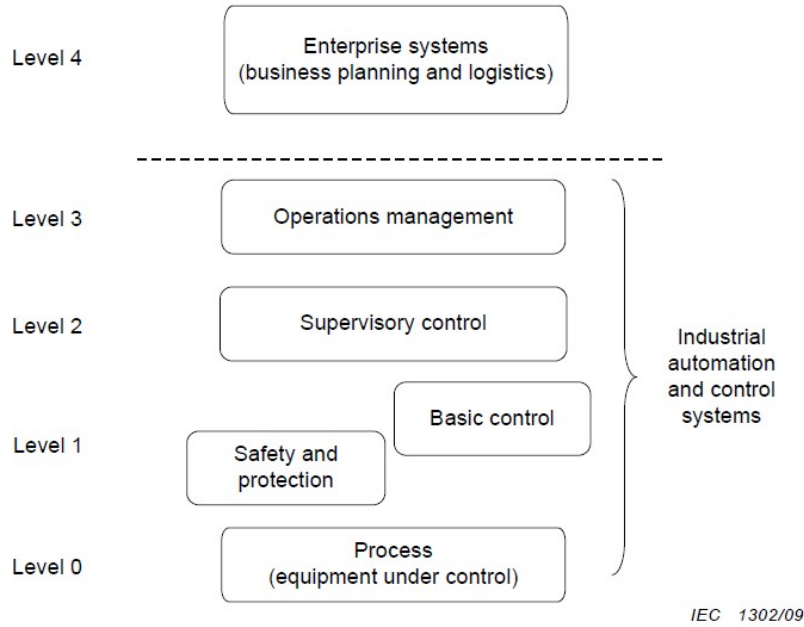 Level 4
Enterprise systems
(business planning and logistics)
Level 3
Operations management
Level 2
Supervisory control
Industrial
automation
and control
systems
Basic control
Level 1
Safety and
protection
Level 0
Process
(equipment under control)
IEC 1302/09